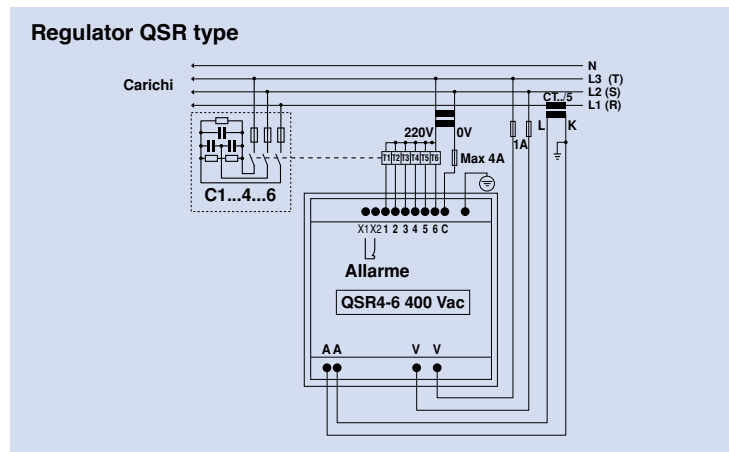 Regulator QSR type
N
L3 (T)
Carichi
L2 (S)
CT../5
L1 (R)
220V
0V
L
K
1A
T1 T2 T3 T4 T5 T6
Max 4A
C1...4...6
X1 X2 1 2 3 4 5 6 C
Allarme
QSR4-6 400 Vac
A A
V V